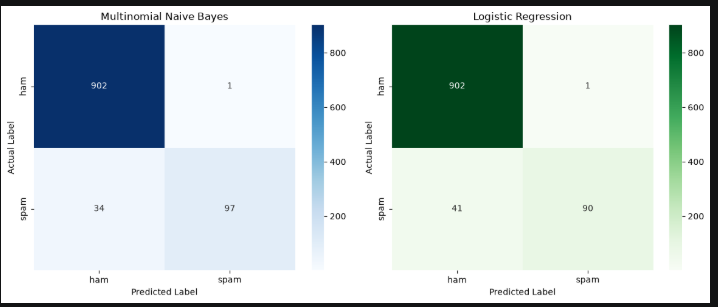 Multinomial Naive Bayes
ham
902
1
800
600
Actual Label
400
spam
34
97
200
ham
spam
Predicted Label
Logistic Regression
ham
902
1
800
600
Actual Label
400
spam
41
90
200
ham
spam
Predicted Label